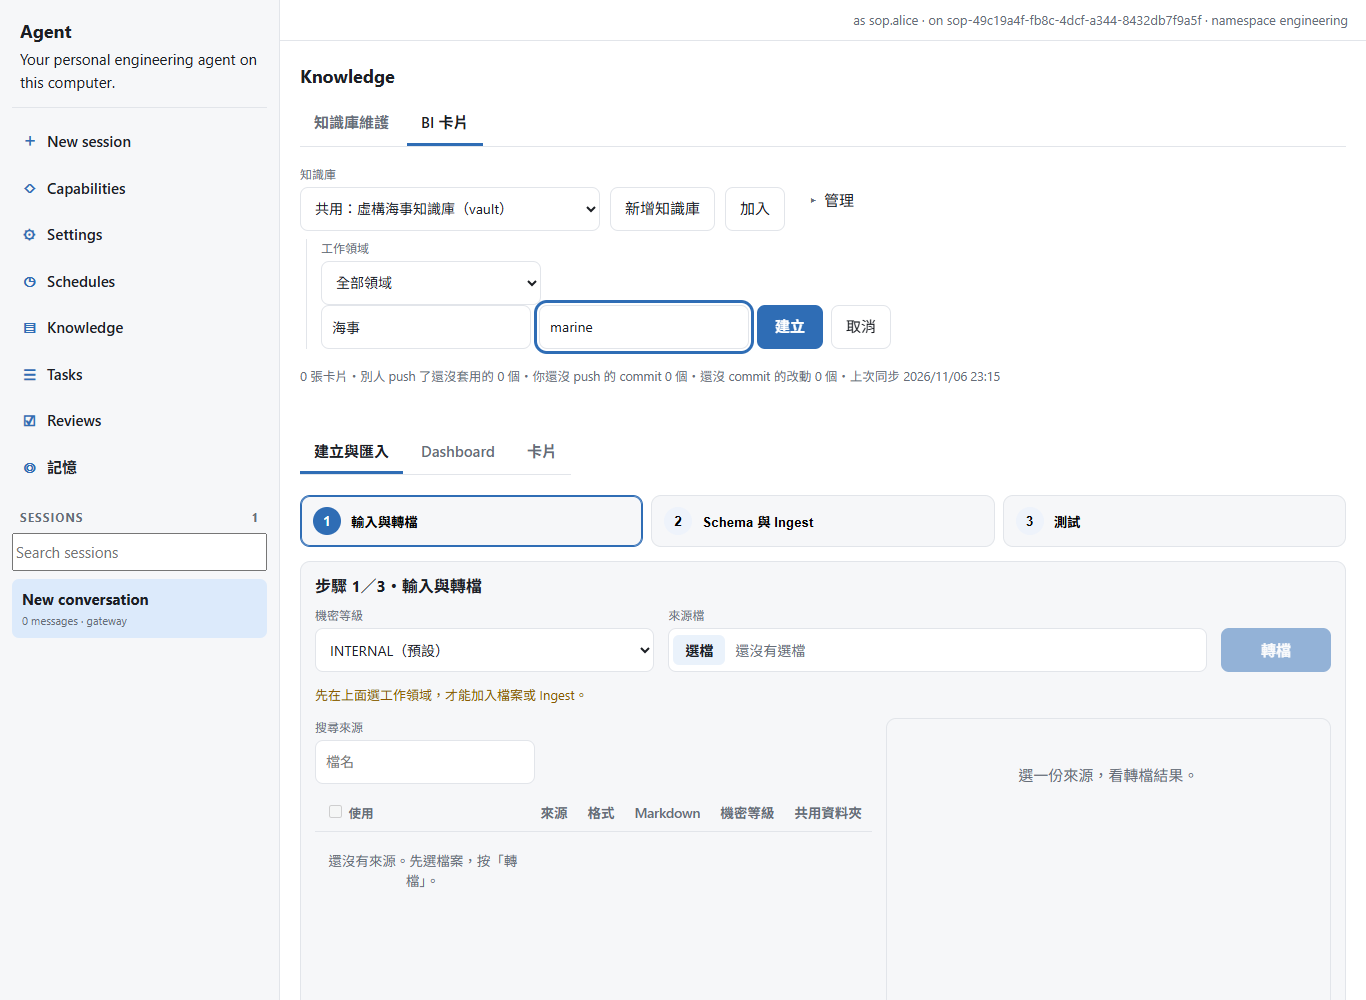 Agent
Your personal engineering agent on
this computer.
New session
Capabilities
Settings
Schedules
Knowledge
Tasks
Reviews
記憶
SESSIONS 1
Search sessions
New conversation
0 messages · gateway
as sop.alice · on sop-49c19a4f-fb8c-4dcf-a344-8432db7f9a5f · namespace engineering
Knowledge
知識庫維護 BI 卡片
知識庫
共用：虛構海事知識庫（vault） 新增知識庫 加入 管理
工作領域
全部領域
海事 marine 建立 取消
0 張卡片・別人 push 了還沒套用的 0 個・你還沒 push 的 commit 0 個・還沒 commit 的改動 0 個・上次同步 2026/11/06 23:15
建立與匯入 Dashboard 卡片
1 輸入與轉檔 2 Schema 與 Ingest 3 測試
步驟 1／3・輸入與轉檔
機密等級 來源檔
INTERNAL（預設） 選檔 還沒有選檔 轉檔
先在上面選工作領域，才能加入檔案或 Ingest。
搜尋來源
檔名
使用 來源 格式 Markdown 機密等級 共用資料夾
還沒有來源。先選檔案，按「轉
檔」。
選一份來源，看轉檔結果。